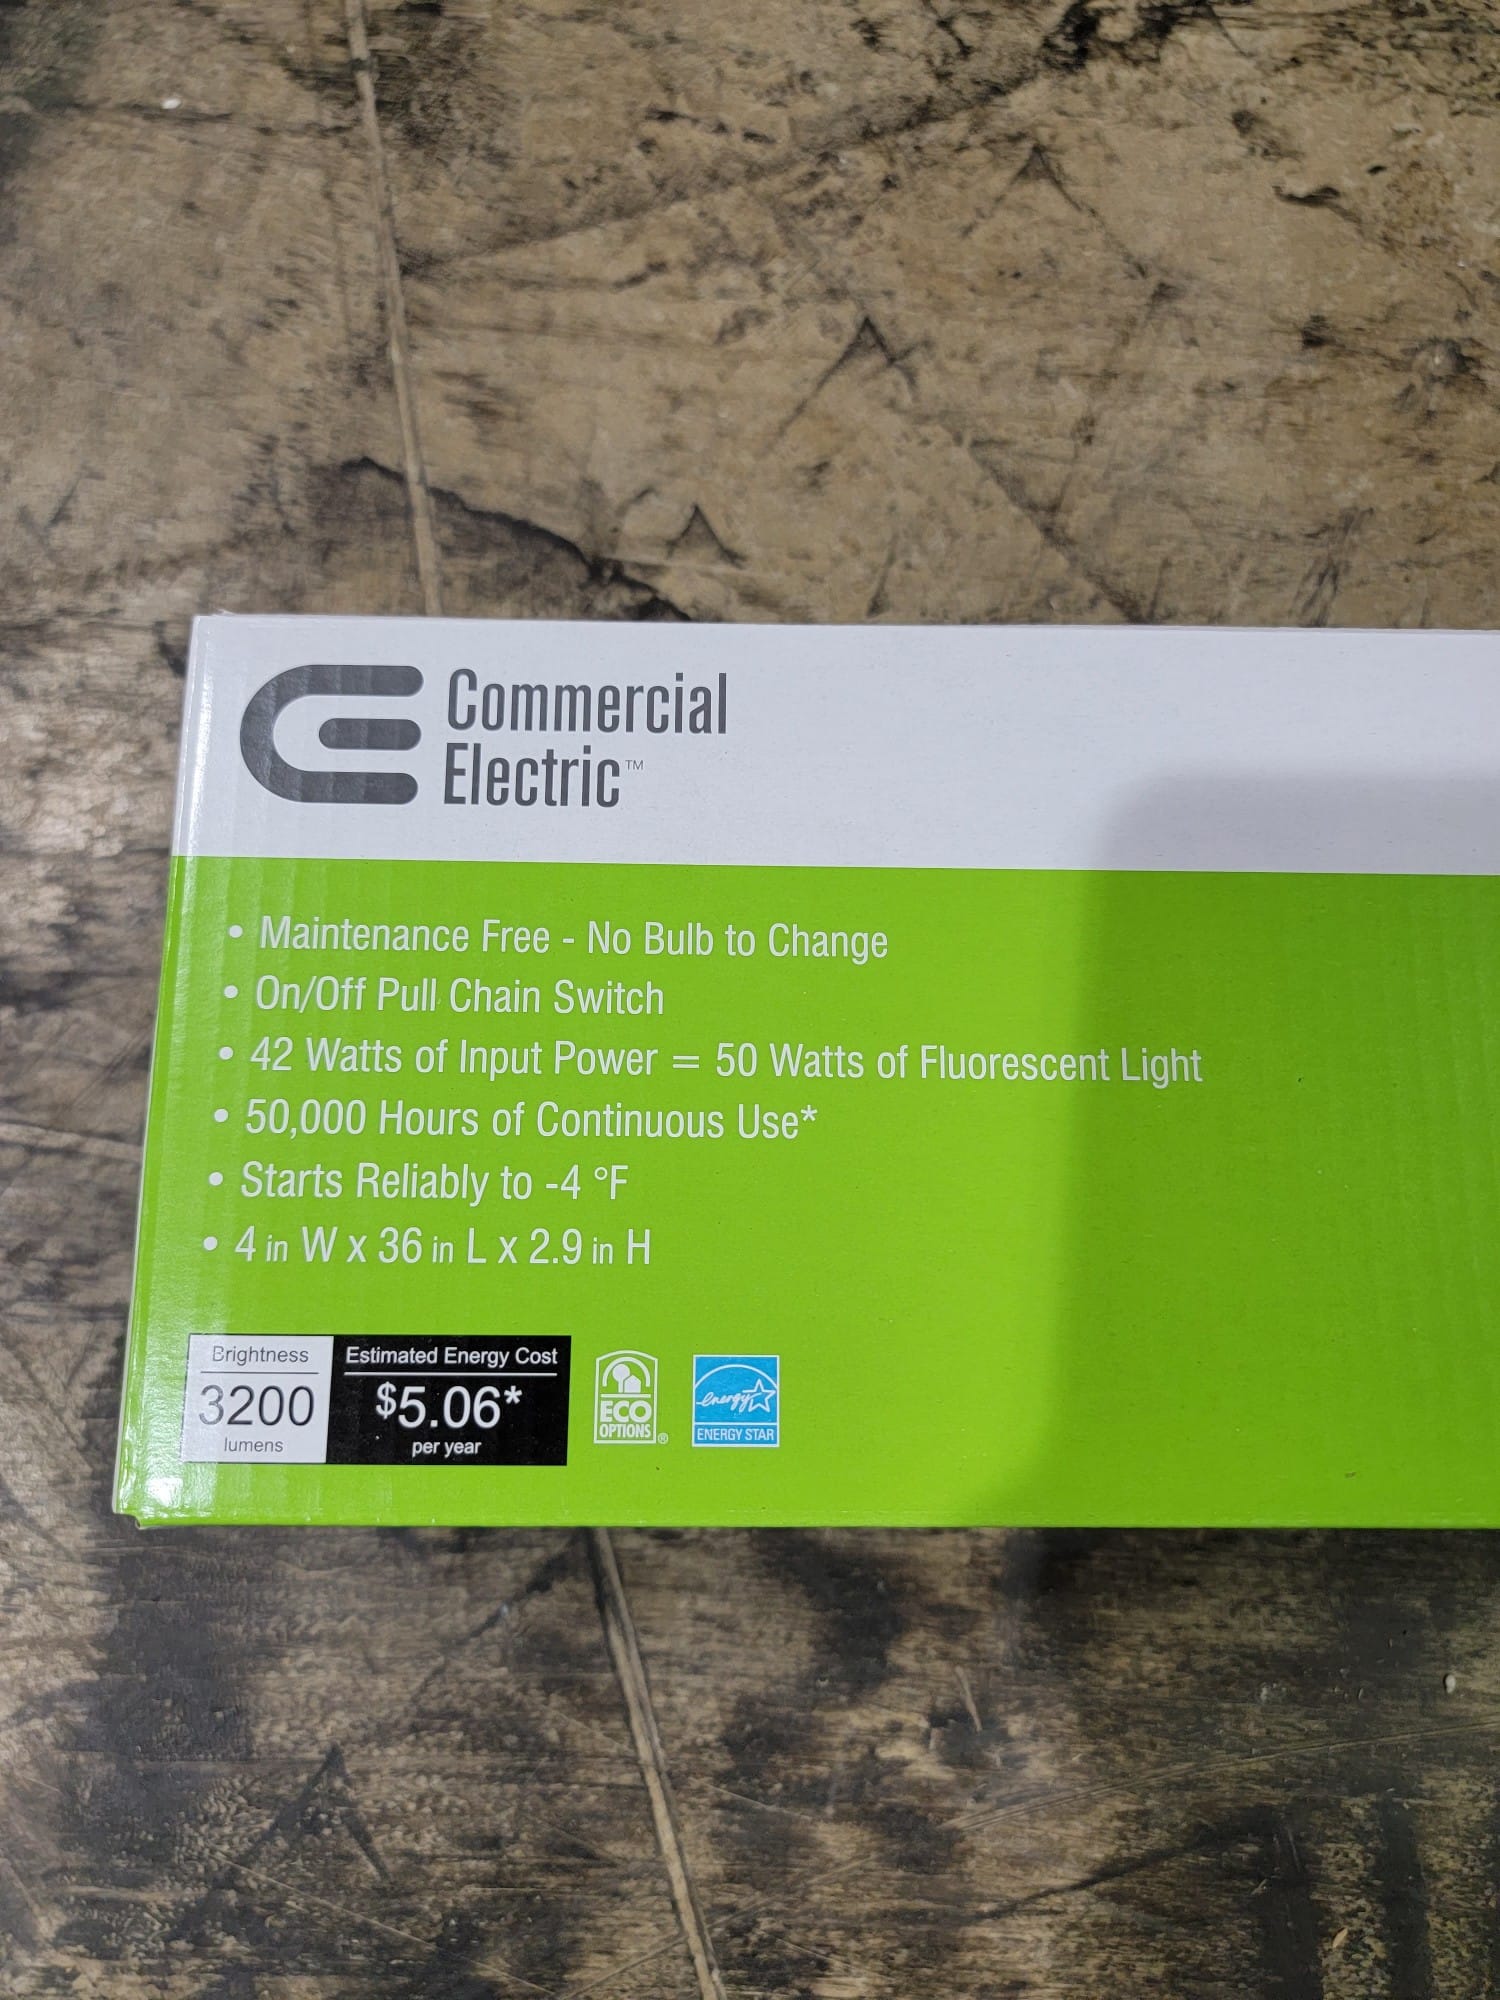 Commercial
Electric™
• Maintenance Free - No Bulb to Change
• On/Off Pull Chain Switch
• 42 Watts of Input Power = 50 Watts of Fluorescent Light
• 50,000 Hours of Continuous Use*
• Starts Reliably to -4 °F
• 4 in W x 36 in L x 2.9 in H
Brightness
3200
lumens
Estimated Energy Cost
$5.06*
per year
ECO
OPTIONS®
energy
ENERGY STAR